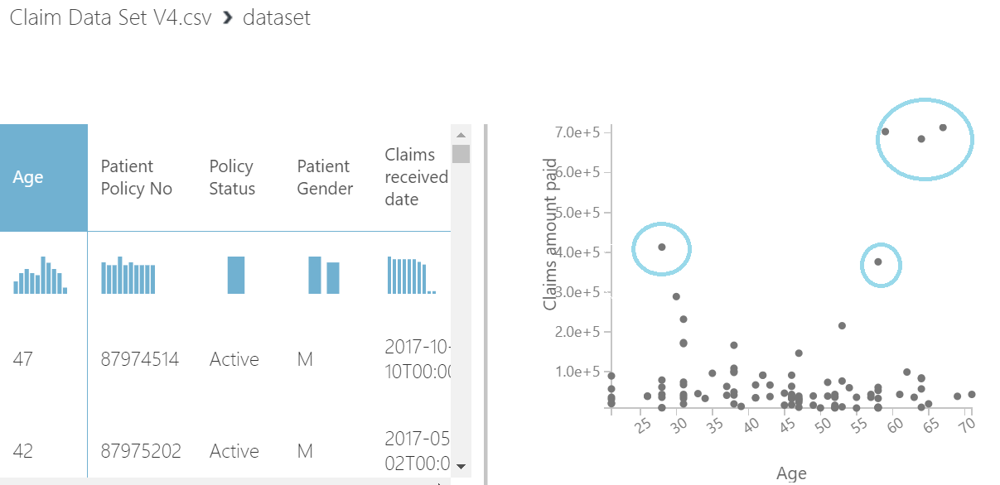 Claim Data Set V4.csv ❯ dataset
Age
Patient
Policy No
Policy
Status
Patient
Gender
Claims
received
date
47
87974514
Active
M
2017-10-
10T00:00
42
87975202
Active
M
2017-05
02T00:0
Claims amount paid
7.0e+5
6.0e+5
5.0e+5
4.0e+5
3.0e+5
2.0e+5
1.0e+5
25
30
35
40
45
50
55
60
65
70
Age